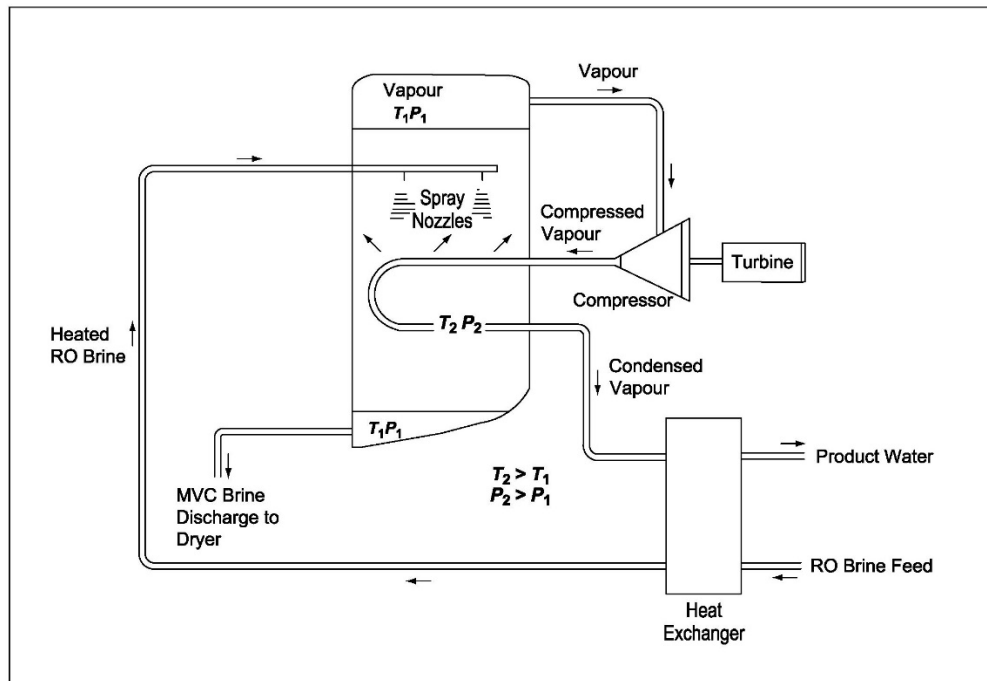 Vapour
Vapour
T₁P₁
Spray
Nozzles
Compressed
Vapour
Turbine
Compressor
T₂ P₂
Heated
RO Brine
Condensed
Vapour
T₁P₁
Product Water
T₂ > T₁
P₂ > P₁
MVC Brine
Discharge to
Dryer
RO Brine Feed
Heat
Exchanger